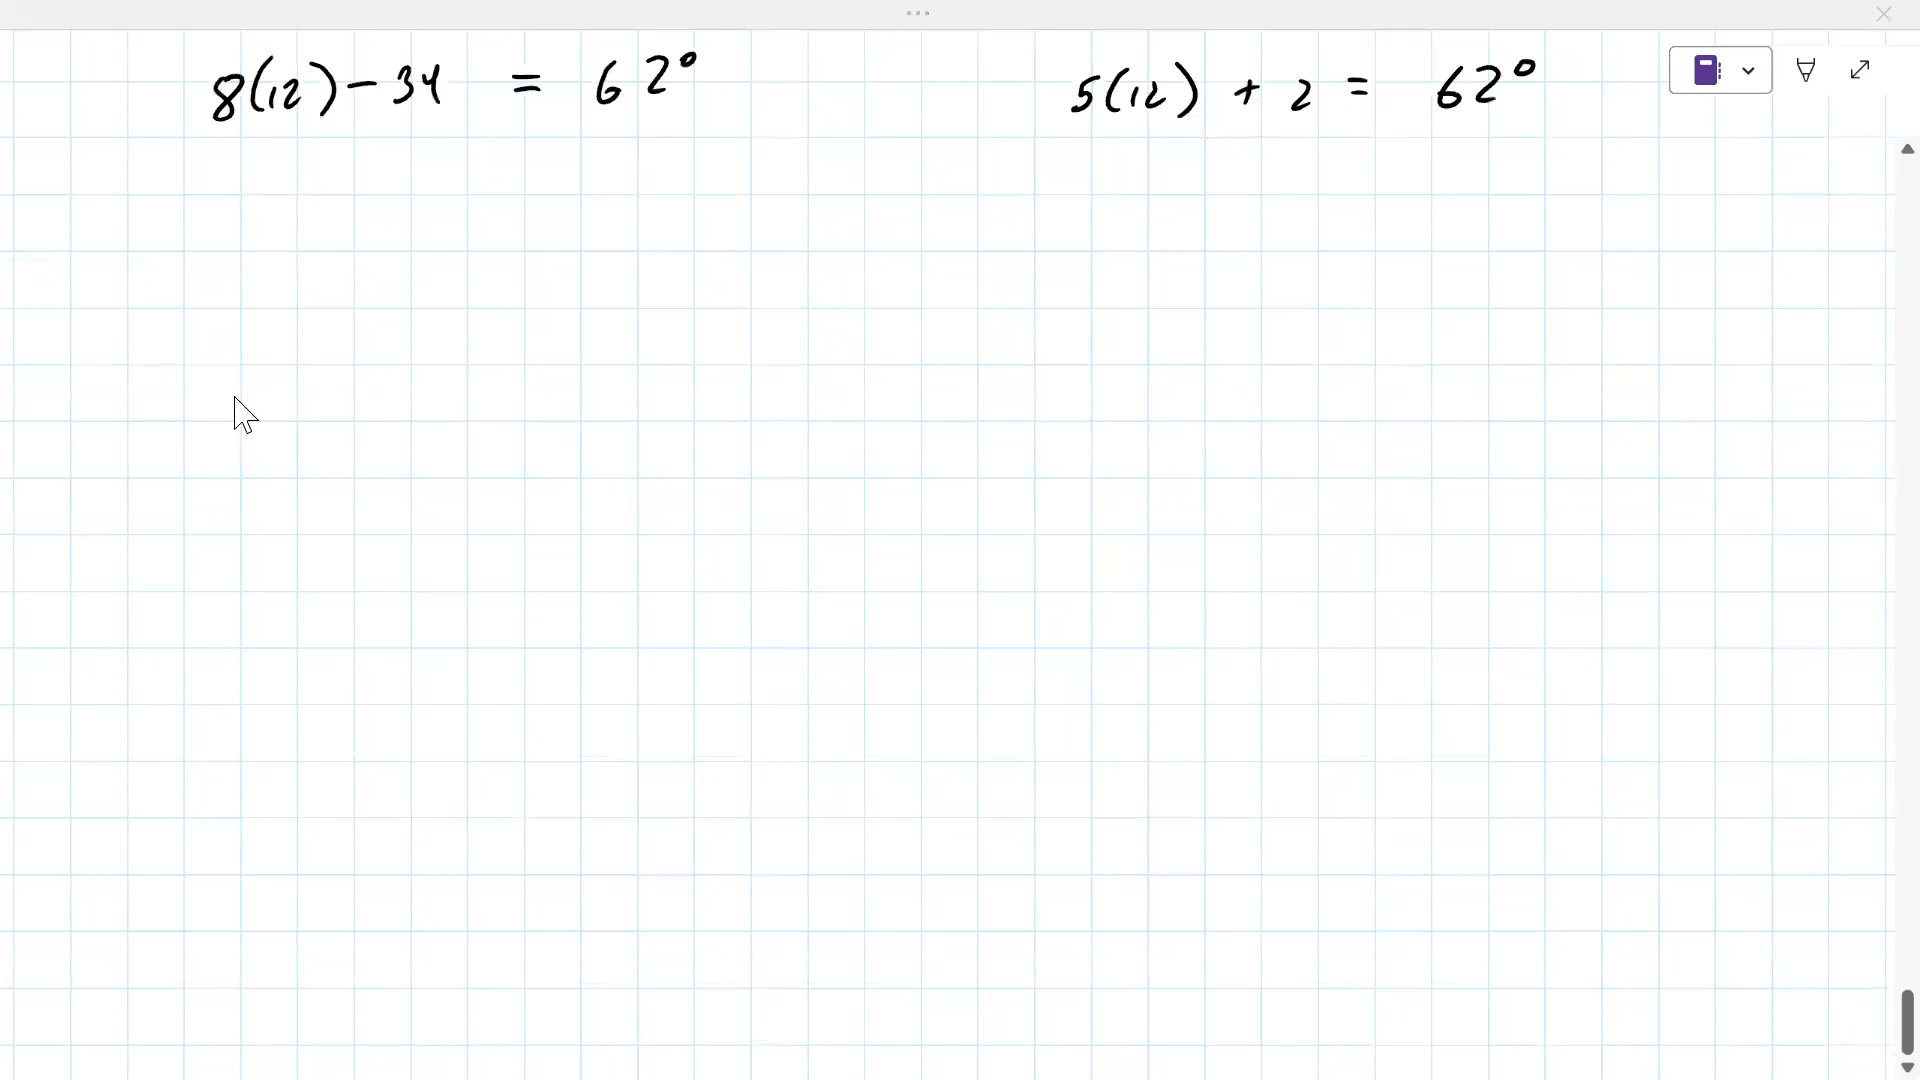 8(12) - 34 = 62° 5(12) + 2 = 62°